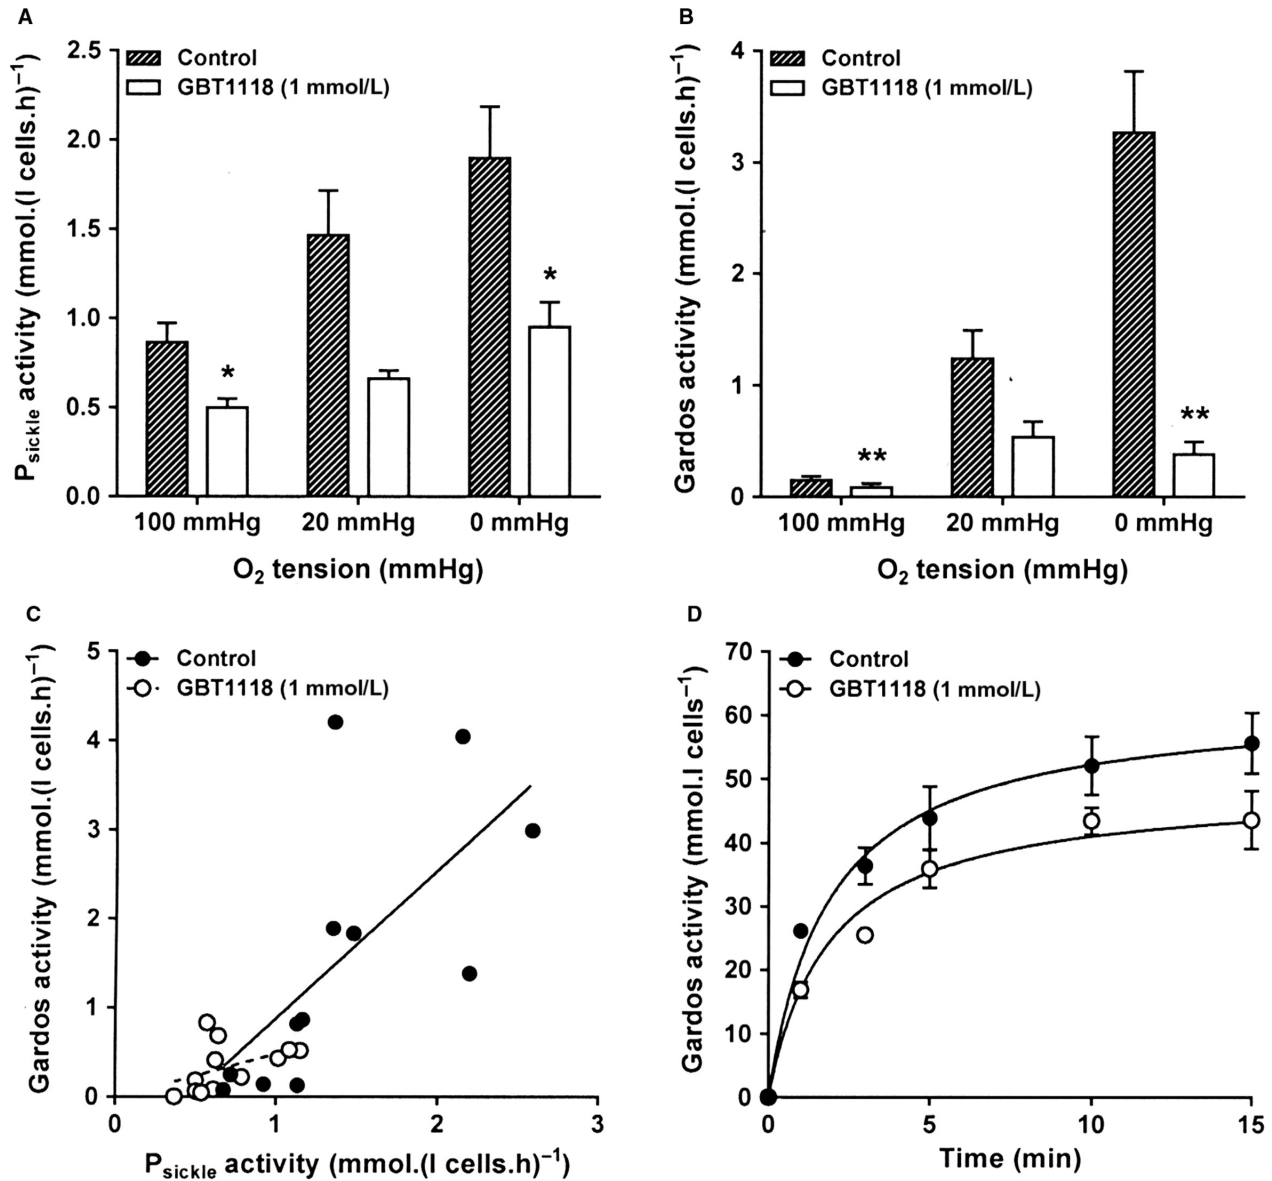 A
Psickle activity (mmol.(l cells.h)⁻¹)
2.5
2.0
1.5
1.0
0.5
0.0
Control
GBT1118 (1 mmol/L)
*
*
100 mmHg 20 mmHg 0 mmHg
O₂ tension (mmHg)
B
Gardos activity (mmol.(l cells.h)⁻¹)
4
3
2
1
0
Control
GBT1118 (1 mmol/L)
**
**
100 mmHg 20 mmHg 0 mmHg
O₂ tension (mmHg)
C
Gardos activity (mmol.(l cells.h)⁻¹)
5
4
3
2
1
0
Control
GBT1118 (1 mmol/L)
0 1 2 3
Psickle activity (mmol.(l cells.h)⁻¹)
D
Gardos activity (mmol.l cells⁻¹)
70
60
50
40
30
20
10
0
Control
GBT1118 (1 mmol/L)
0 5 10 15
Time (min)